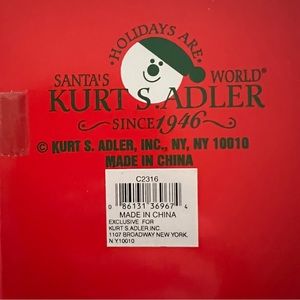 HOLIDAYS ARE
SANTA'S WORLD®
KURT S. ADLER
SINCE 1946
© KURT S. ADLER, INC., NY, NY 10010
MADE IN CHINA
C2316
0 86131 36967 4
MADE IN CHINA
EXCLUSIVE FOR
KURT S.ADLER.INC.
1107 BROADWAY NEW YORK.
N.Y.10010